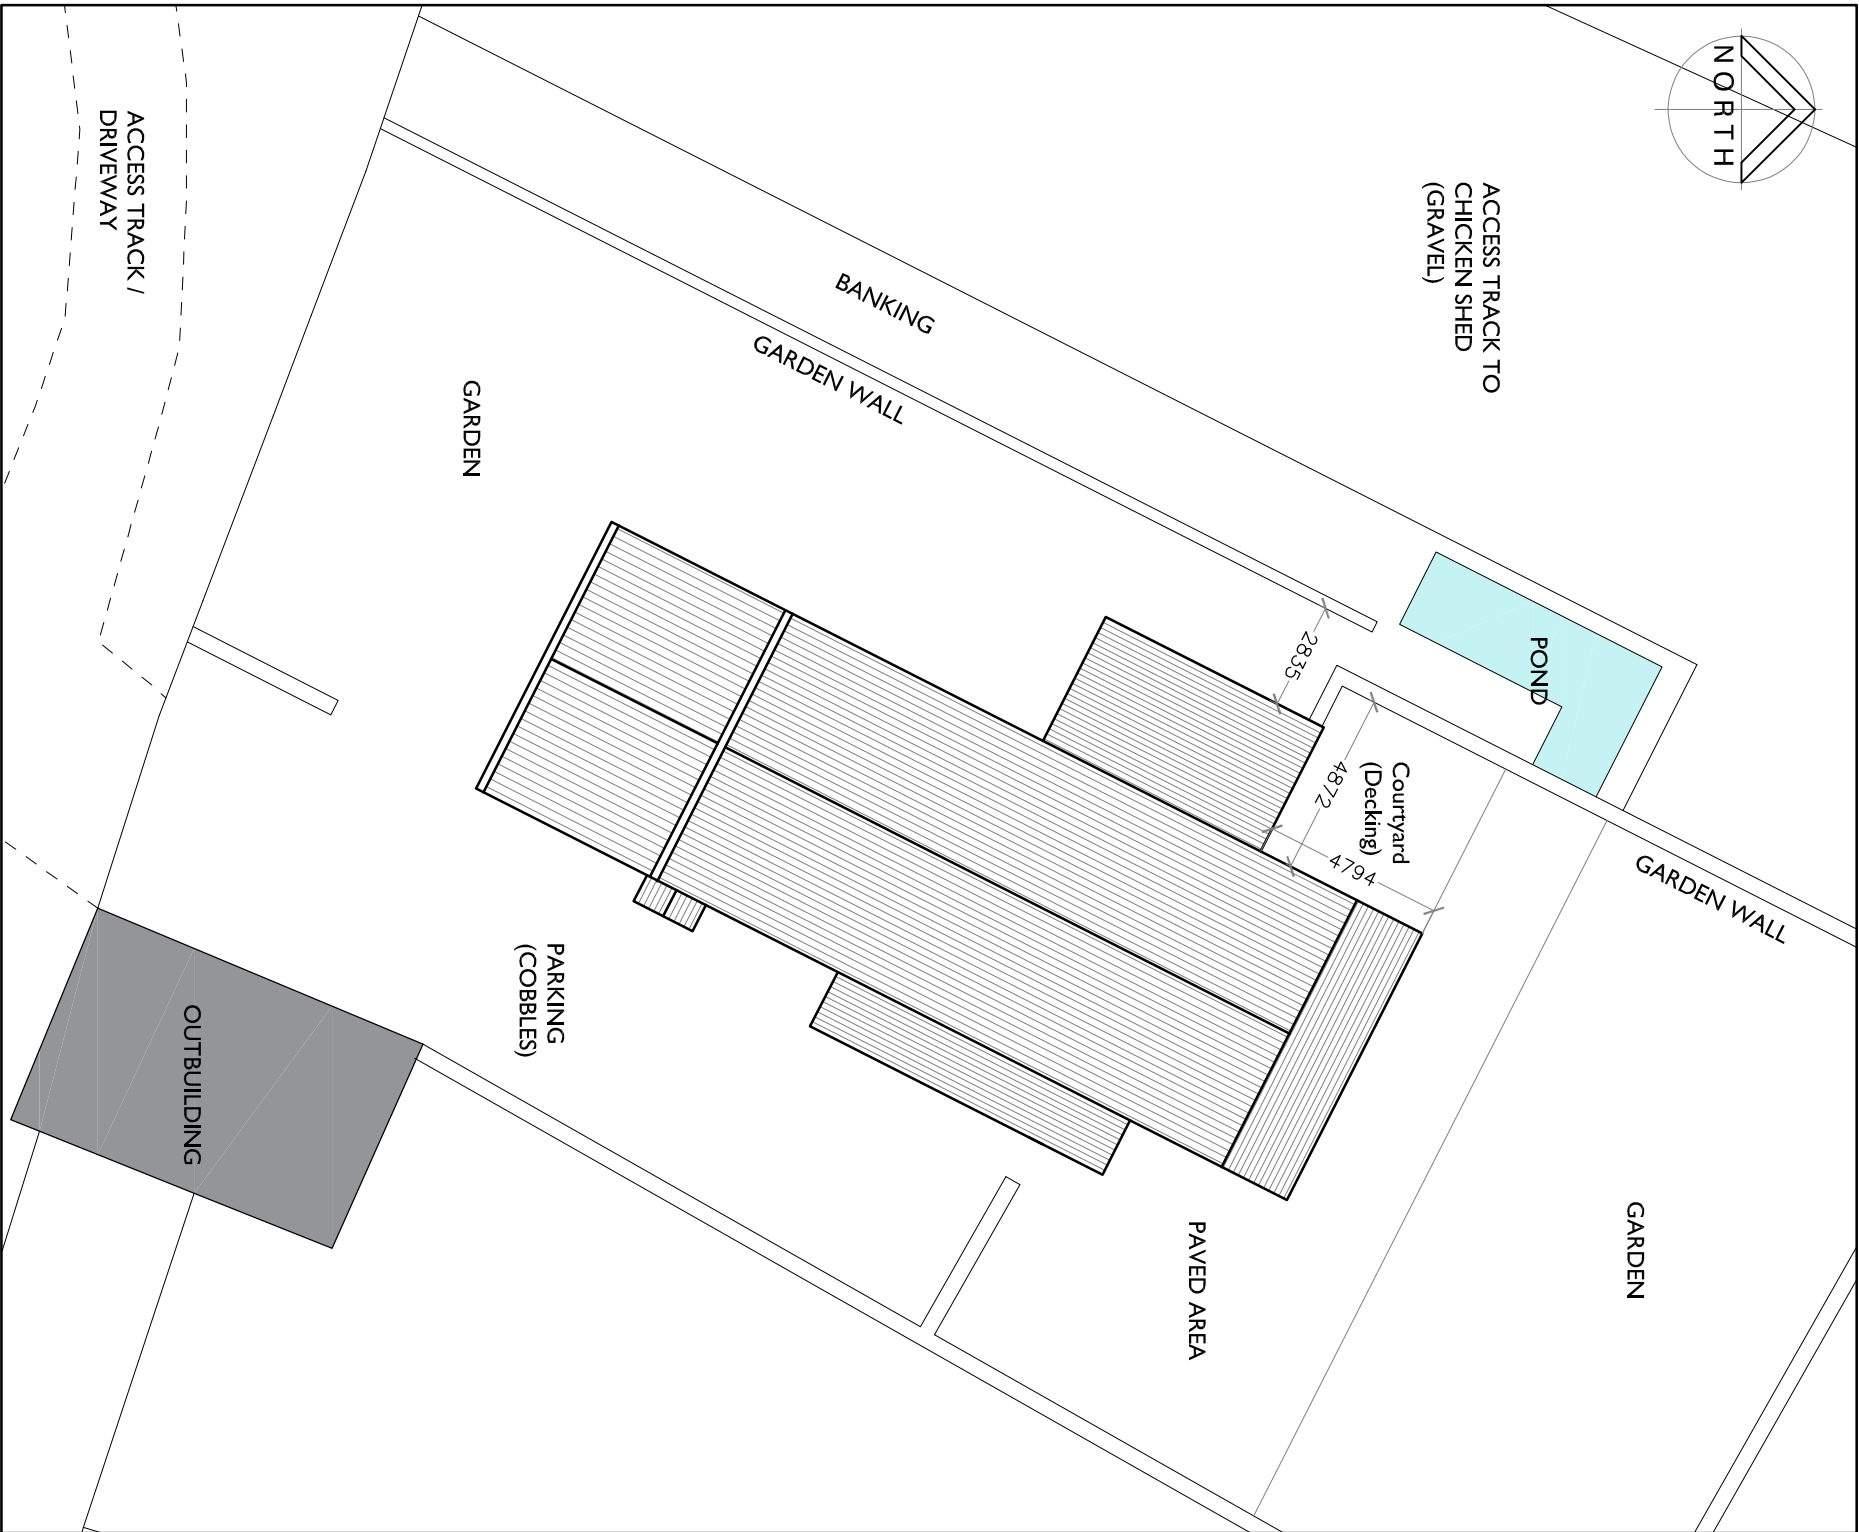 NORTH
ACCESS TRACK TO
CHICKEN SHED
(GRAVEL)
ACCESS TRACK /
DRIVEWAY
BANKING
GARDEN WALL
GARDEN
2835
POND
4872
Courtyard
(Decking)
4794
GARDEN WALL
PARKING
(COBBLES)
OUTBUILDING
PAVED AREA
GARDEN